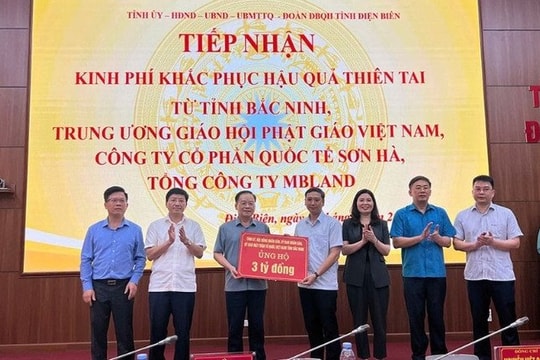 TỈNH ỦY - HĐND - UBND - UBMTTQ - ĐOÀN ĐBQH TỈNH ĐIỆN BIÊN
TIẾP NHẬN
KINH PHÍ KHẮC PHỤC HẬU QUẢ THIÊN TAI
TỪ TỈNH BẮC NINH,
TRUNG ƯƠNG GIÁO HỘI PHẬT GIÁO VIỆT NAM,
CÔNG TY CỔ PHẦN QUỐC TẾ SƠN HÀ,
TỔNG CÔNG TY MBLAND
Biên, ngày
ỦNG HỘ
3 tỷ đồng
ĐỒNG CHÍ